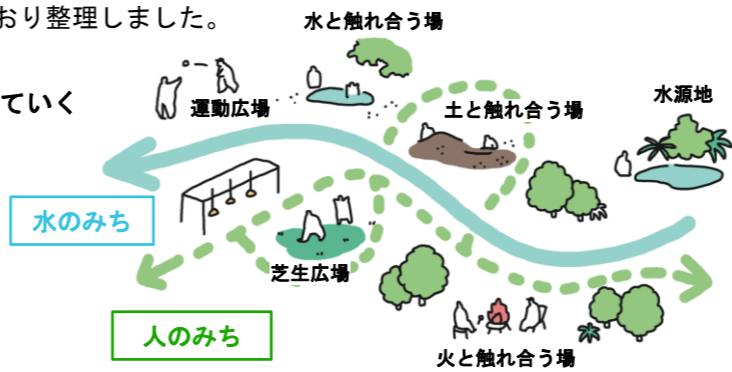 おり整理しました。
水と触れ合う場
ていく
運動広場
土と触れ合う場
水源地
水のみち
芝生広場
人のみち
火と触れ合う場